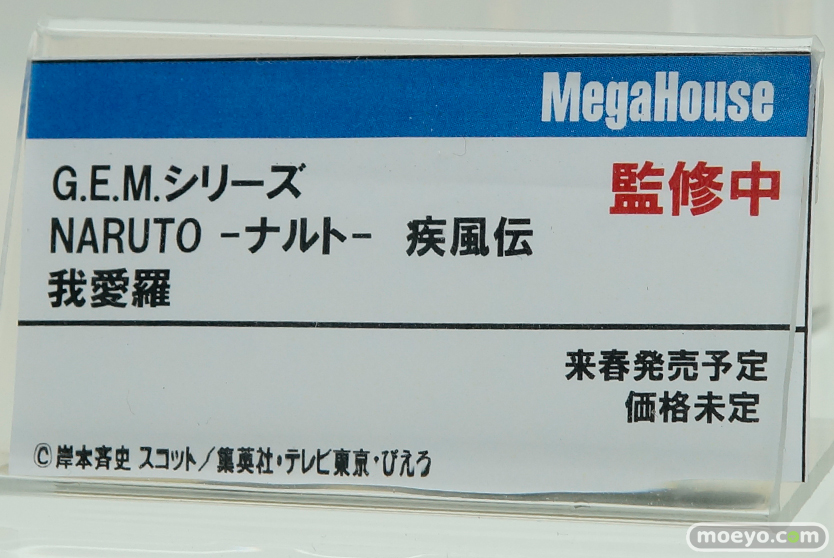 MegaHouse
G.E.M.シリーズ
監修中
NARUTO -ナルト- 疾風伝
我愛羅
来春発売予定
価格未定
©岸本斉史 スコット／集英社・テレビ東京・ぴえろ
moeyo.com